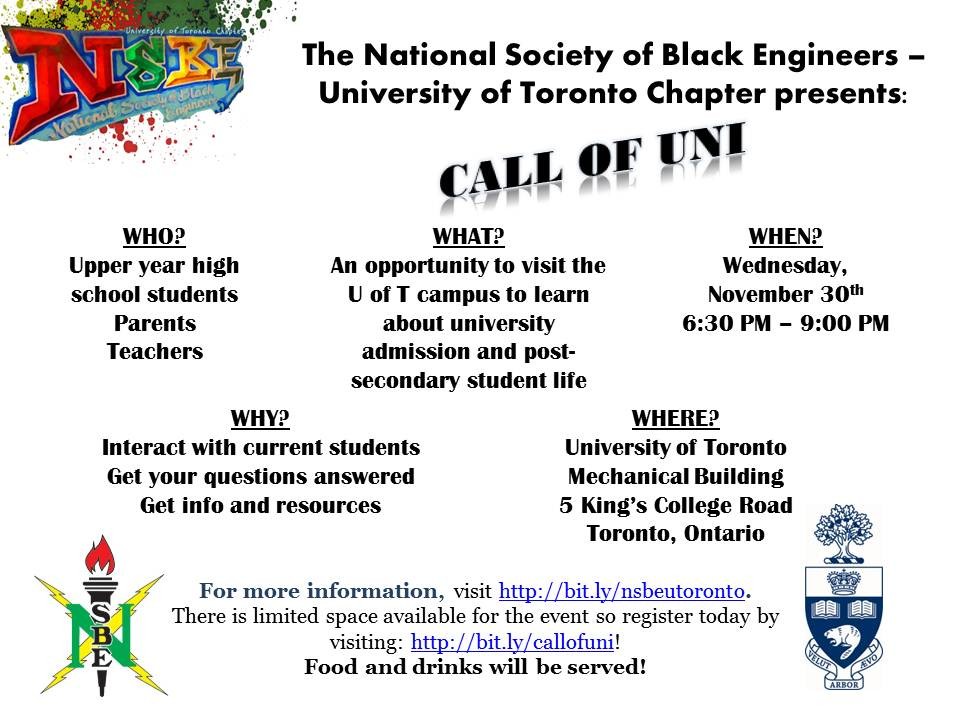 University of Toronto Chapter
NSBE
National Society of Black
Engineers
The National Society of Black Engineers –
University of Toronto Chapter presents:
CALL OF UNI
WHO?
Upper year high
school students
Parents
Teachers
WHAT?
An opportunity to visit the
U of T campus to learn
about university
admission and post-
secondary student life
WHEN?
Wednesday,
November 30th
6:30 PM – 9:00 PM
WHY?
Interact with current students
Get your questions answered
Get info and resources
WHERE?
University of Toronto
Mechanical Building
5 King's College Road
Toronto, Ontario
NSBE
For more information, visit http://bit.ly/nsbeutoronto.
There is limited space available for the event so register today by
visiting: http://bit.ly/callofuni!
Food and drinks will be served!
VELUT ARBOR ÆVO